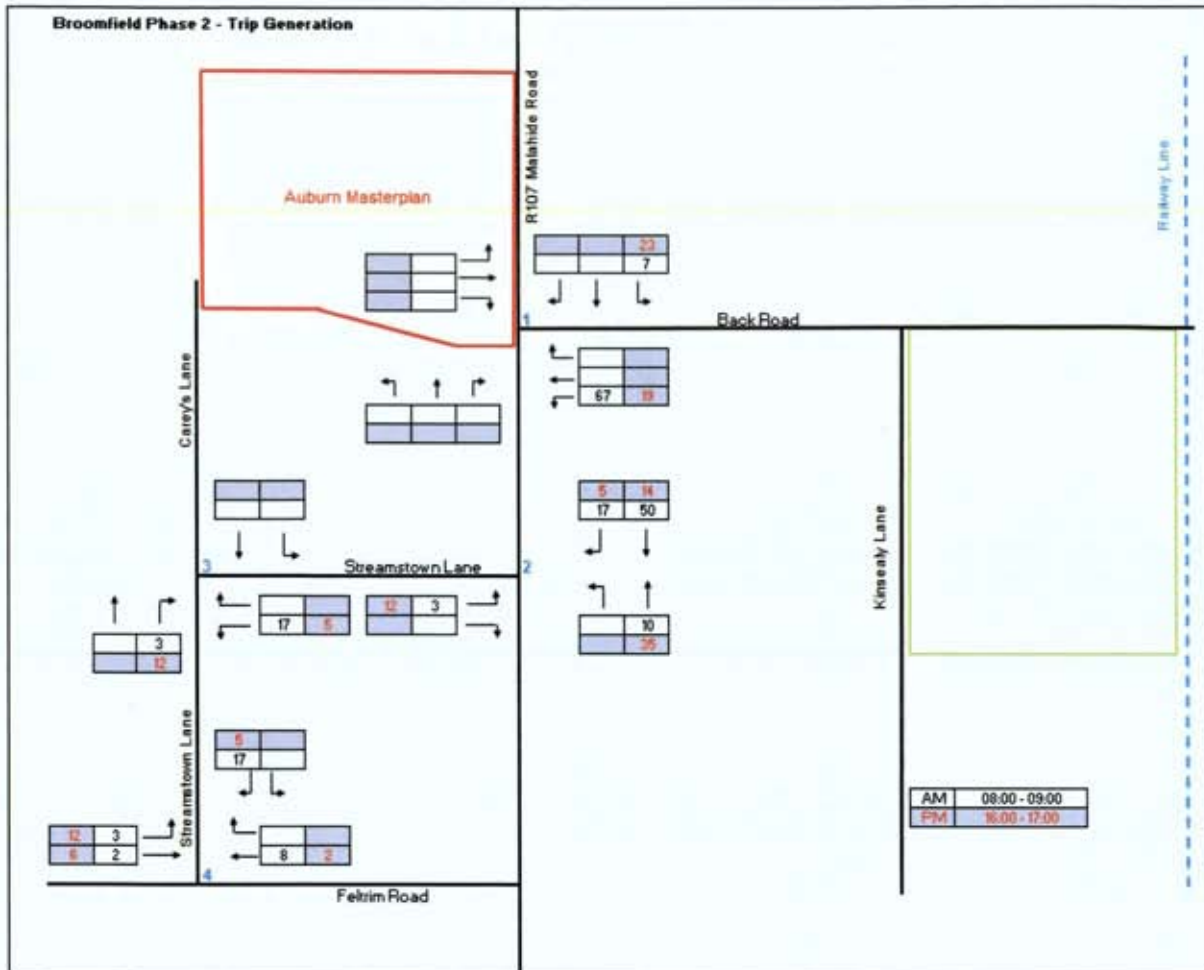 Broomfield Phase 2 - Trip Generation
R107 Malahide Road
Railway Line
Auburn Masterplan
23
7
1
Back Road
67 19
Carey's Lane
5 14
17 50
Kinsealy Lane
3
Streamstown Lane
2
17 5
12 3
10
35
3
12
Streamstown Lane
5
17
AM 08:00 - 09:00
PM 16:00 - 17:00
12 3
6 2
8 2
4
Feltrim Road